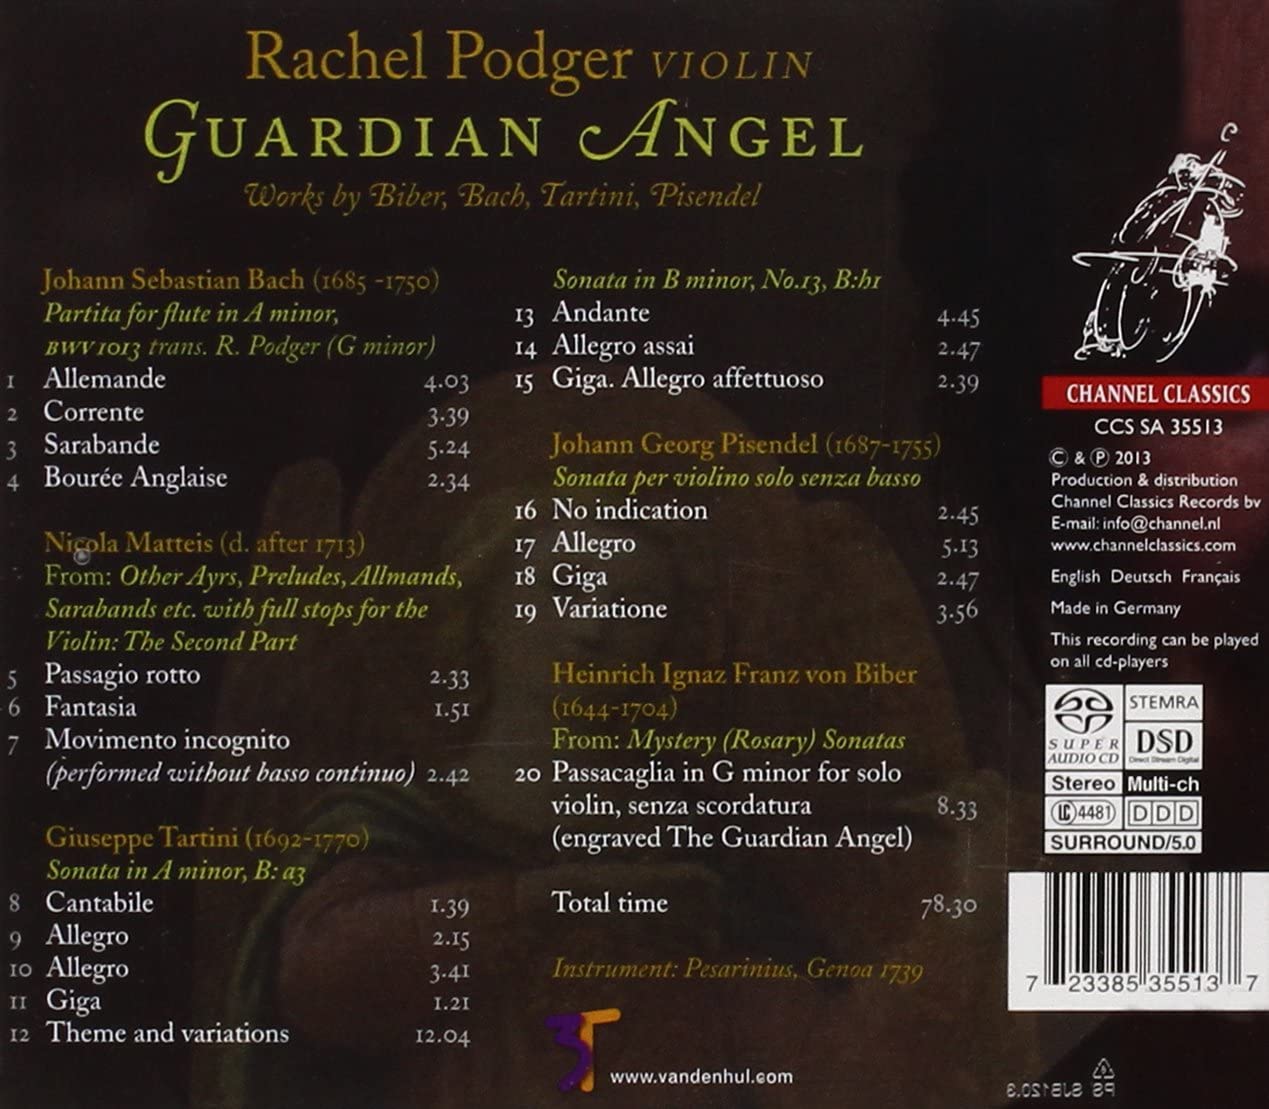 Rachel Podger VIOLIN
GUARDIAN ANGEL
Works by Biber, Bach, Tartini, Pisendel
Johann Sebastian Bach (1685 -1750)
Partita for flute in A minor,
BWV 1013 trans. R. Podger (G minor)
1 Allemande 4.03
2 Corrente 3.39
3 Sarabande 5.24
4 Bourée Anglaise 2.34
Nicola Matteis (d. after 1713)
From: Other Ayrs, Preludes, Allmands,
Sarabands etc. with full stops for the
Violin: The Second Part
5 Passagio rotto 2.33
6 Fantasia 1.51
7 Movimento incognito
(performed without basso continuo) 2.42
Giuseppe Tartini (1692-1770)
Sonata in A minor, B: a3
8 Cantabile 1.39
9 Allegro 2.15
10 Allegro 3.41
11 Giga 1.21
12 Theme and variations 12.04
Sonata in B minor, No.13, B:h1
13 Andante 4.45
14 Allegro assai 2.47
15 Giga. Allegro affettuoso 2.39
Johann Georg Pisendel (1687-1755)
Sonata per violino solo senza basso
16 No indication 2.45
17 Allegro 5.13
18 Giga 2.47
19 Variatione 3.56
Heinrich Ignaz Franz von Biber
(1644-1704)
From: Mystery (Rosary) Sonatas
20 Passacaglia in G minor for solo
violin, senza scordatura 8.33
(engraved The Guardian Angel)
Total time 78.30
Instrument: Pesarinius, Genoa 1739
3T
www.vandenhul.com
CHANNEL CLASSICS
CCS SA 35513
© & ℗ 2013
Production & distribution
Channel Classics Records bv
E-mail: info@channel.nl
www.channelclassics.com
English Deutsch Français
Made in Germany
This recording can be played
on all cd-players
SUPER AUDIO CD
STEMRA
DSD
Direct Stream Digital
Stereo Multi-ch
LC 4481 DDD
SURROUND/5.0
7 23385 35513 7